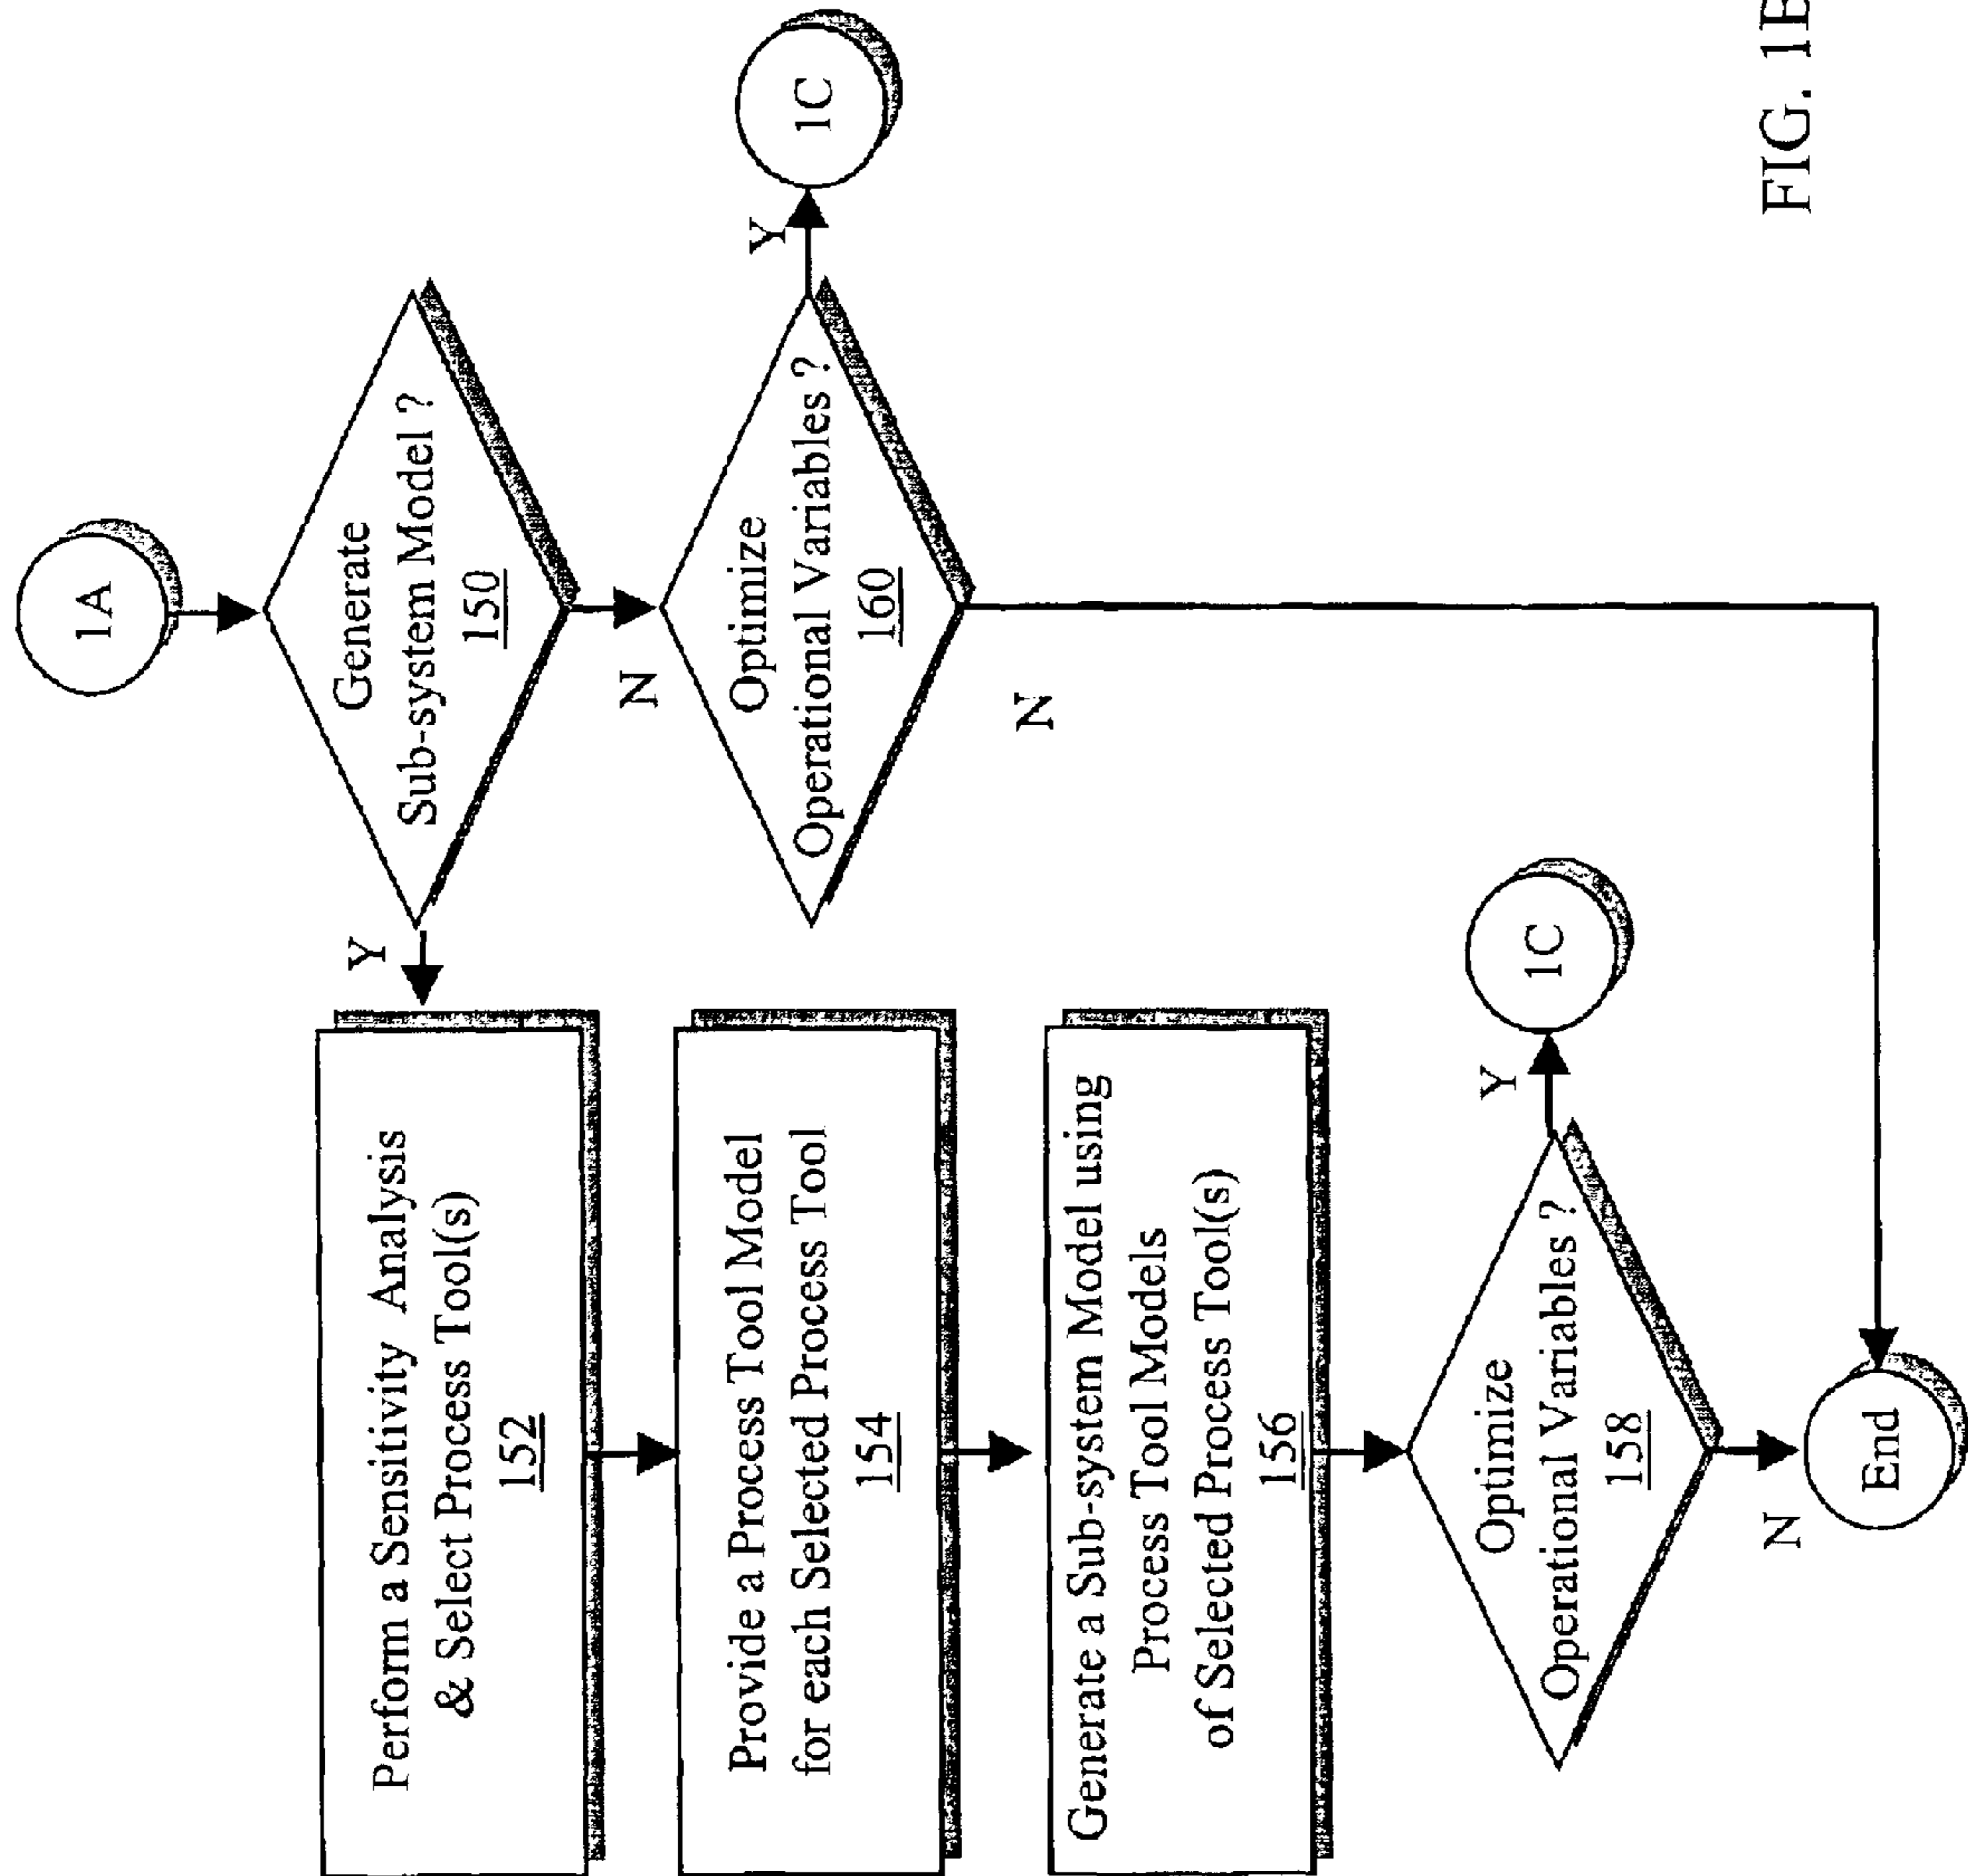 1A
Generate
Sub-system Model ?
150
Y
N
Perform a Sensitivity Analysis
& Select Process Tool(s)
152
Optimize
Operational Variables ?
160
Y
1C
N
Provide a Process Tool Model
for each Selected Process Tool
154
Generate a Sub-system Model using
Process Tool Models
of Selected Process Tool(s)
156
Optimize
Operational Variables ?
158
Y
1C
N
End
FIG. 1B